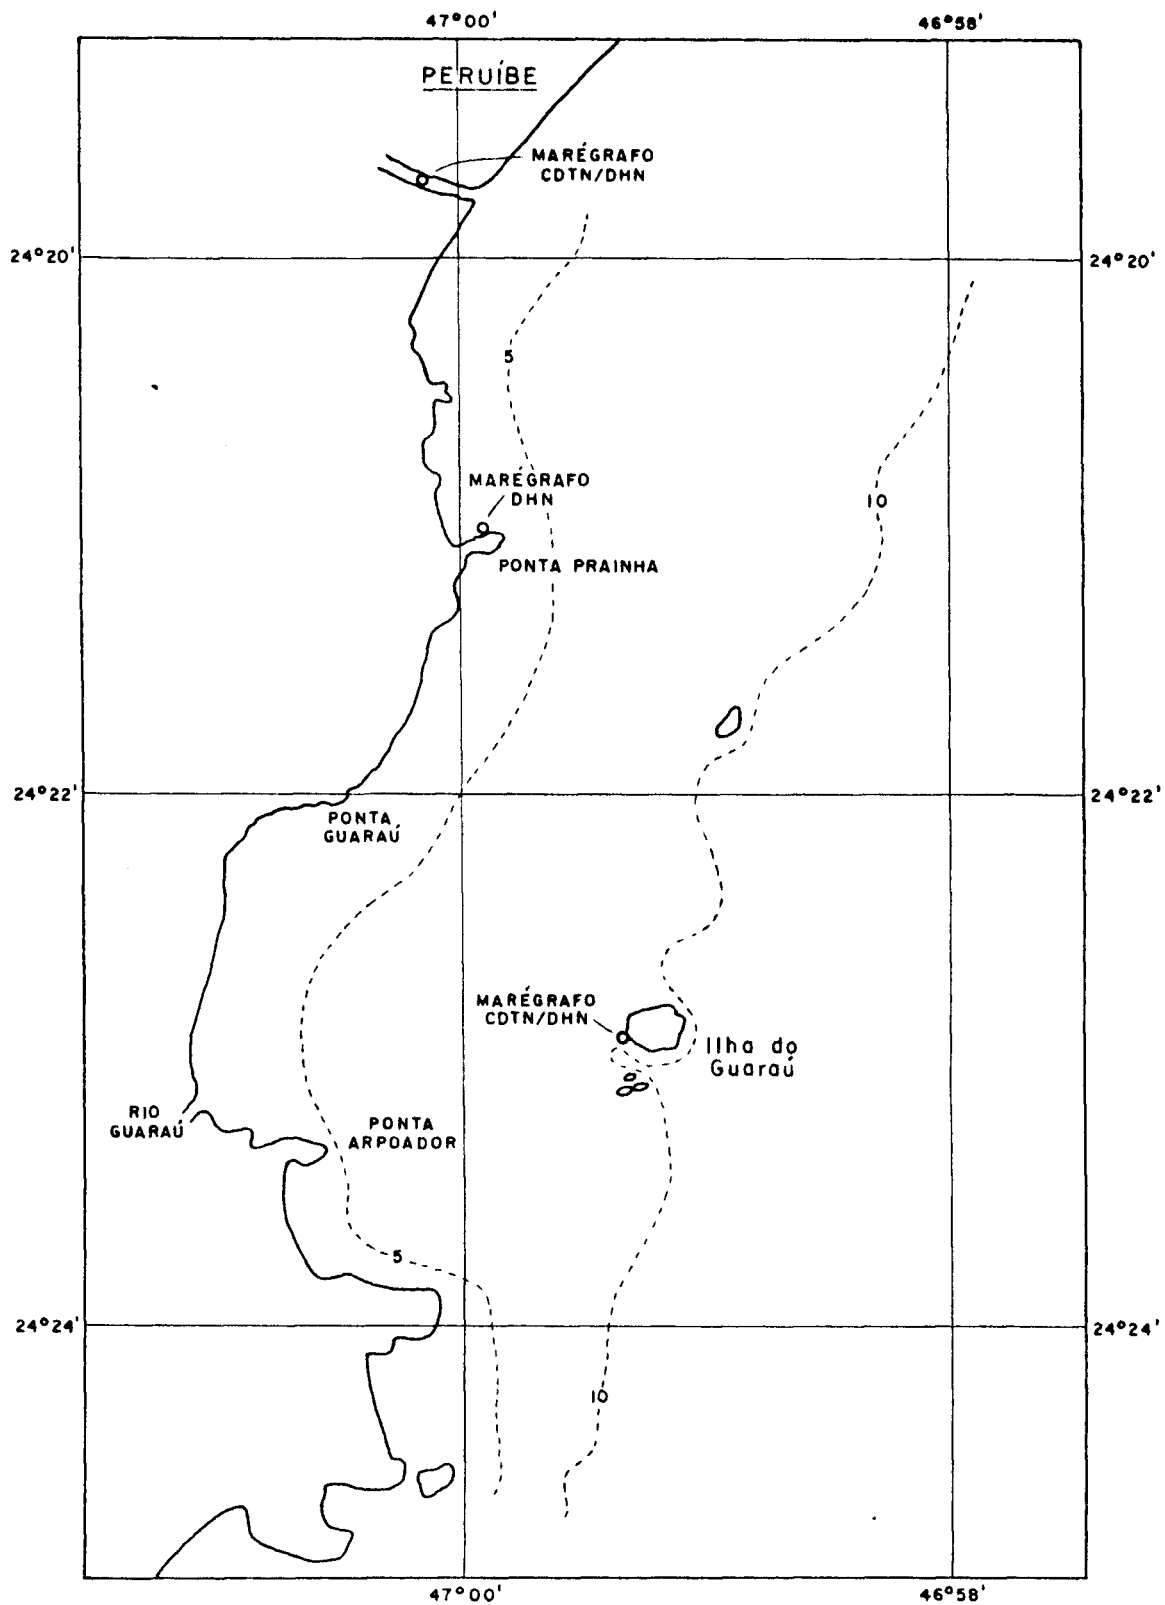 47°00'
46°58'
PERUÍBE
MARÉGRAFO
CDTN/DHN
24°20'
24°20'
5
10
MARÉGRAFO
DHN
PONTA PRAINHA
24°22'
24°22'
PONTA
GUARAÚ
MARÉGRAFO
CDTN/DHN
Ilha do
Guaraú
RIO
GUARAÚ
PONTA
ARPOADOR
5
24°24'
24°24'
10
47°00'
46°58'